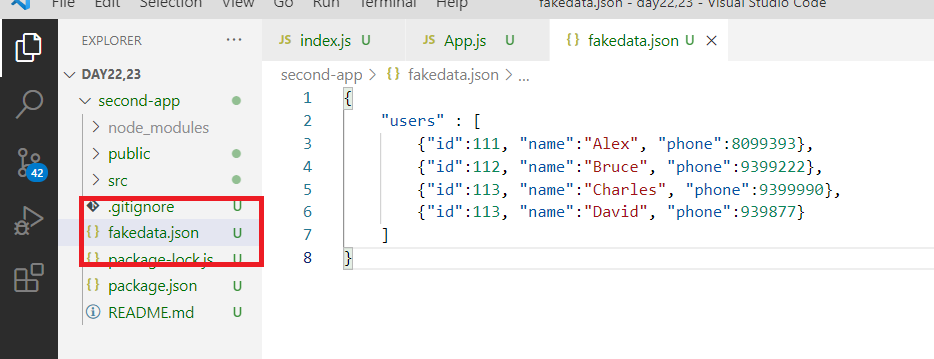 File Edit Selection View Go Run Terminal Help fakedata.json - day22,23 - Visual Studio Code
EXPLORER ···
JS index.js U JS App.js U {} fakedata.json U ×
DAY22,23
second-app > {} fakedata.json > ...
second-app
node_modules
public
src
.gitignore U
{} fakedata.json U
{} package-lock.js U
{} package.json U
README.md U
42
1 {
2 "users" : [
3 {"id":111, "name":"Alex", "phone":8099393},
4 {"id":112, "name":"Bruce", "phone":9399222},
5 {"id":113, "name":"Charles", "phone":9399990},
6 {"id":113, "name":"David", "phone":939877}
7 ]
8 }